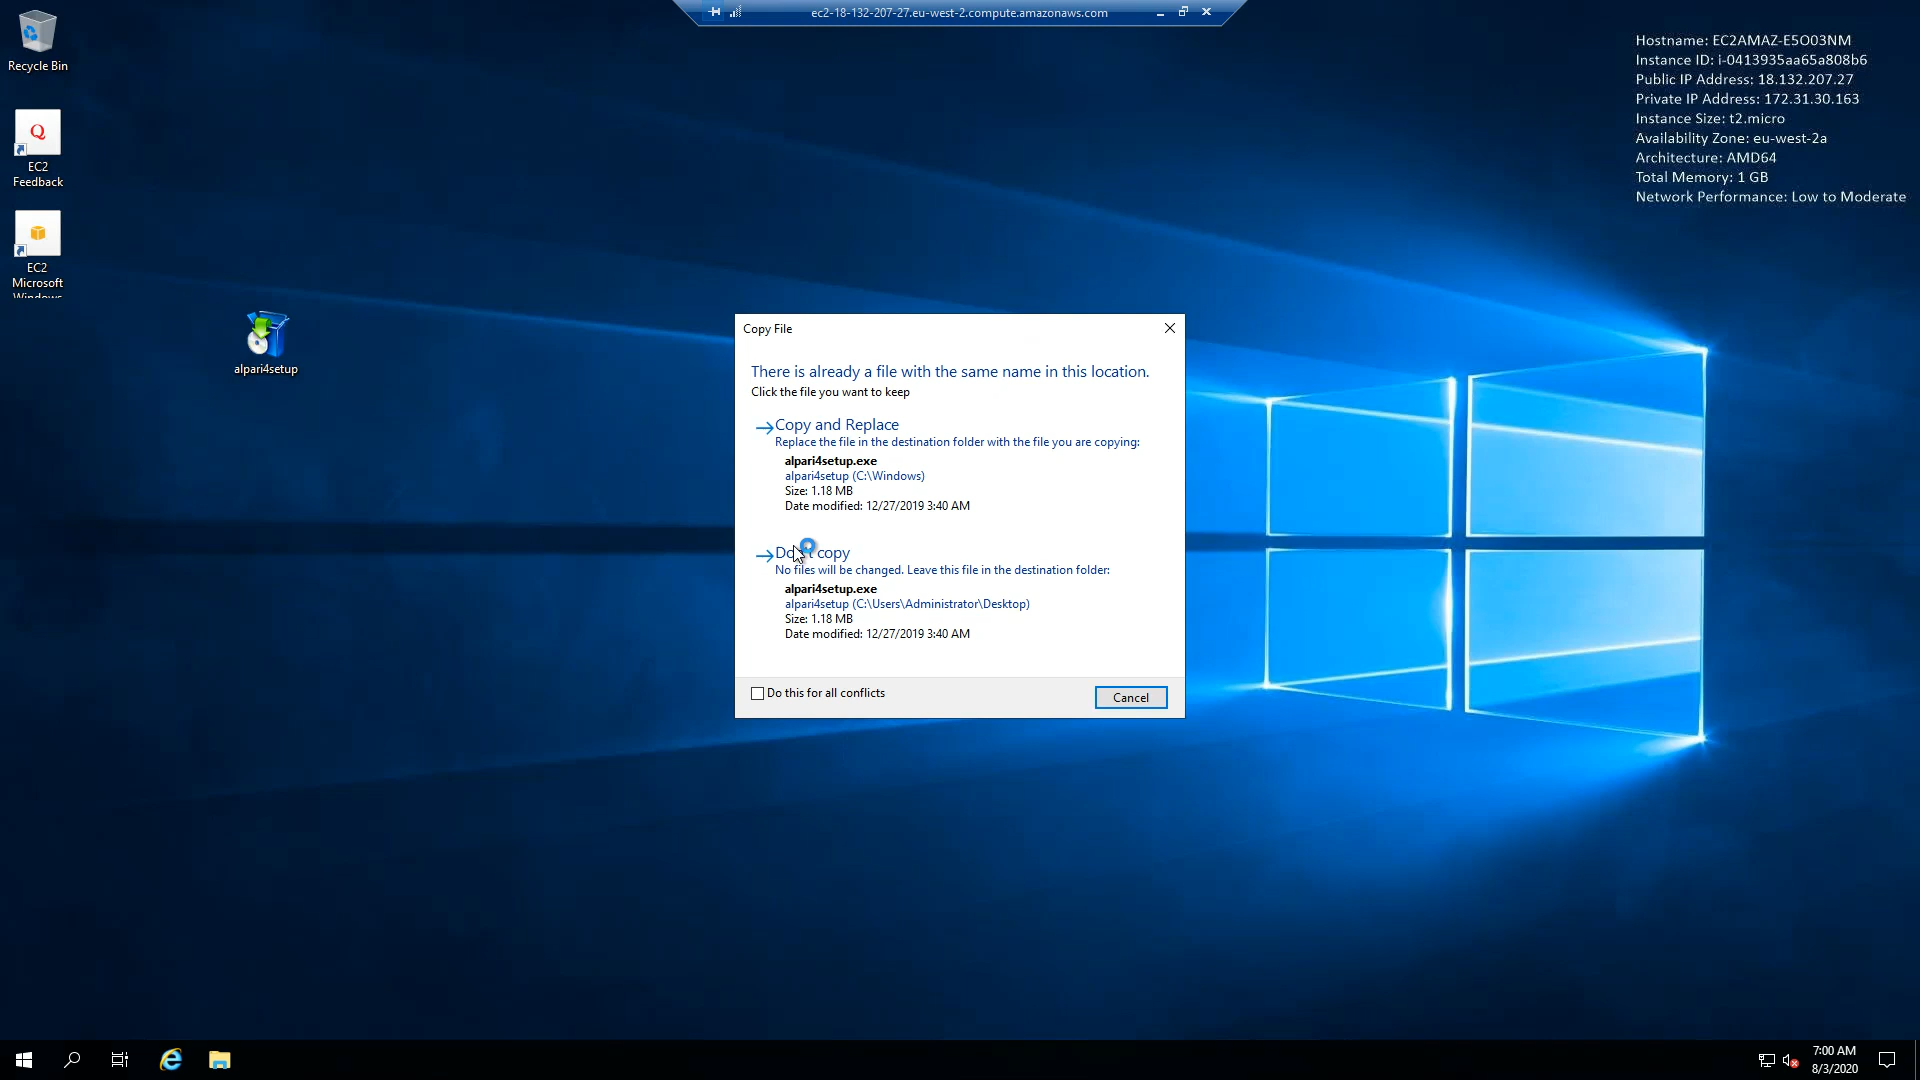 ec2-18-132-207-27.eu-west-2.compute.amazonaws.com
Recycle Bin
EC2
Feedback
EC2
Microsoft
Windows
alpari4setup
Hostname: EC2AMAZ-E5O03NM
Instance ID: i-0413935aa65a808b6
Public IP Address: 18.132.207.27
Private IP Address: 172.31.30.163
Instance Size: t2.micro
Availability Zone: eu-west-2a
Architecture: AMD64
Total Memory: 1 GB
Network Performance: Low to Moderate
Copy File
There is already a file with the same name in this location.
Click the file you want to keep
Copy and Replace
Replace the file in the destination folder with the file you are copying:
alpari4setup.exe
alpari4setup (C:\Windows)
Size: 1.18 MB
Date modified: 12/27/2019 3:40 AM
Don't copy
No files will be changed. Leave this file in the destination folder:
alpari4setup.exe
alpari4setup (C:\Users\Administrator\Desktop)
Size: 1.18 MB
Date modified: 12/27/2019 3:40 AM
Do this for all conflicts
Cancel
7:00 AM
8/3/2020